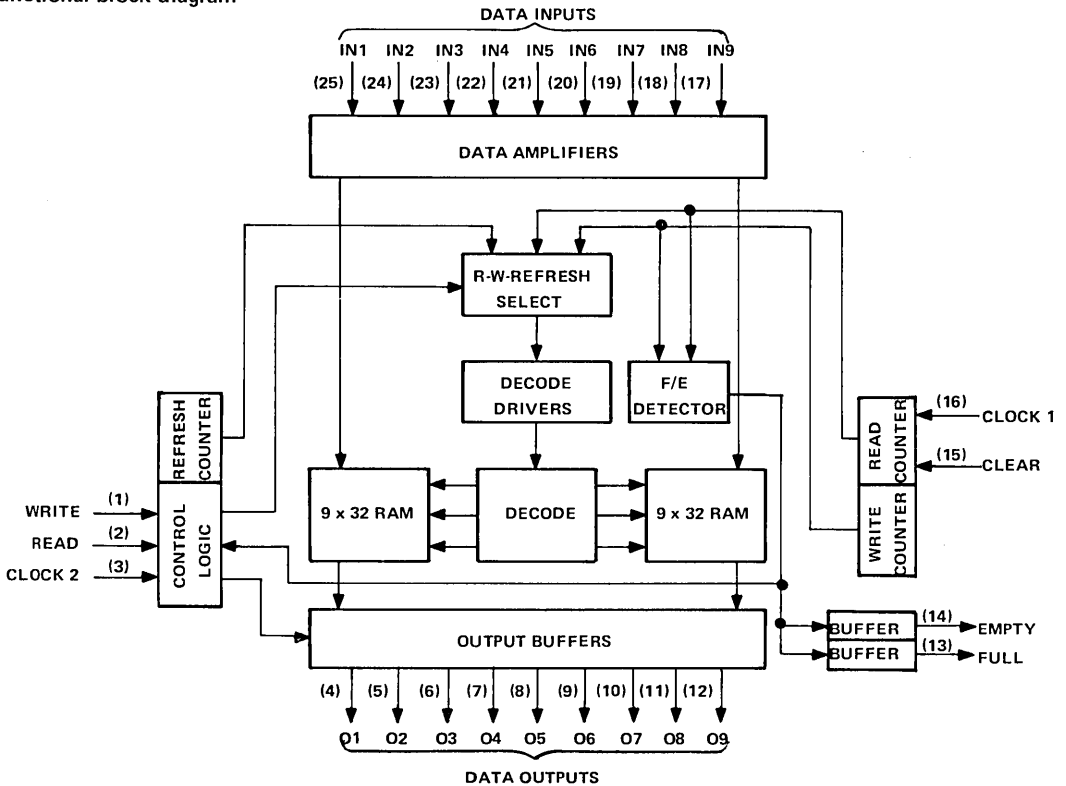 DATA INPUTS
IN1 IN2 IN3 IN4 IN5 IN6 IN7 IN8 IN9
(25) (24) (23) (22) (21) (20) (19) (18) (17)
DATA AMPLIFIERS
R-W-REFRESH
SELECT
DECODE
DRIVERS
F/E
DETECTOR
REFRESH
COUNTER
READ
COUNTER
(16)
CLOCK 1
(15)
CLEAR
WRITE
COUNTER
WRITE
(1)
READ
(2)
CLOCK 2
(3)
CONTROL
LOGIC
9 x 32 RAM
DECODE
9 x 32 RAM
OUTPUT BUFFERS
BUFFER
(14)
EMPTY
BUFFER
(13)
FULL
(4) (5) (6) (7) (8) (9) (10) (11) (12)
O1 O2 O3 O4 O5 O6 O7 O8 O9
DATA OUTPUTS